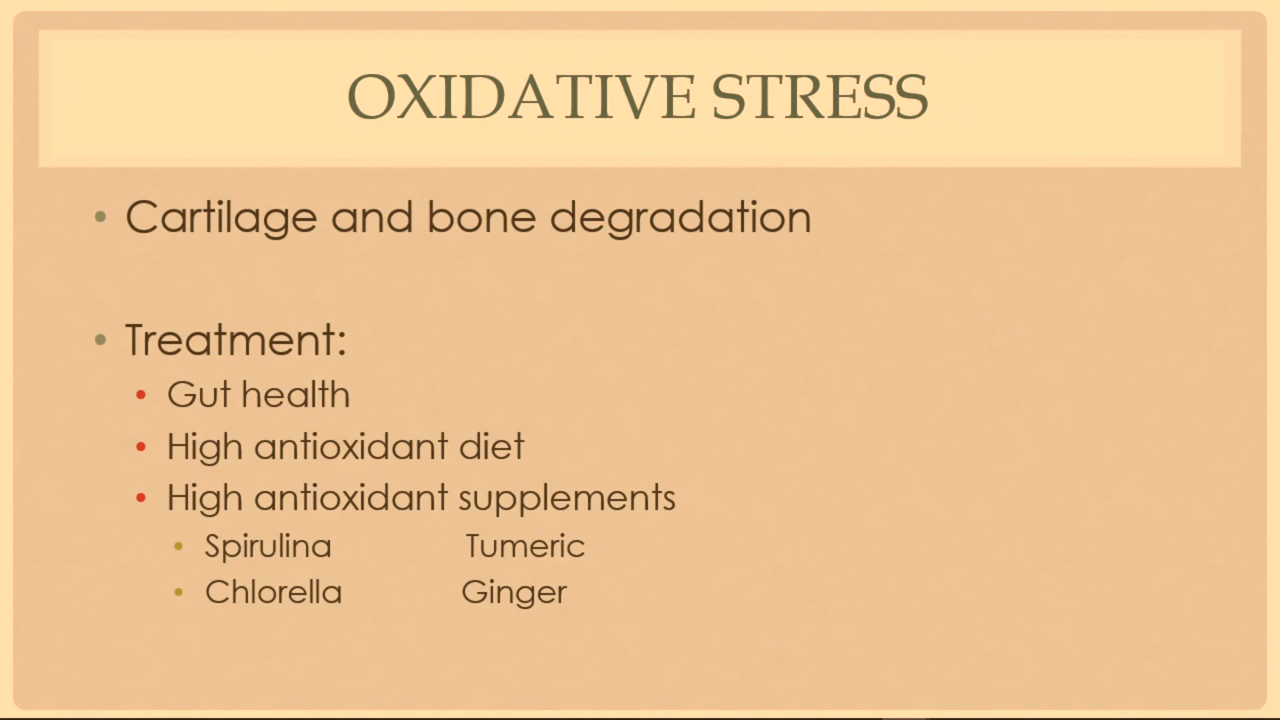 OXIDATIVE STRESS
• Cartilage and bone degradation
• Treatment:
• Gut health
• High antioxidant diet
• High antioxidant supplements
• Spirulina Tumeric
• Chlorella Ginger